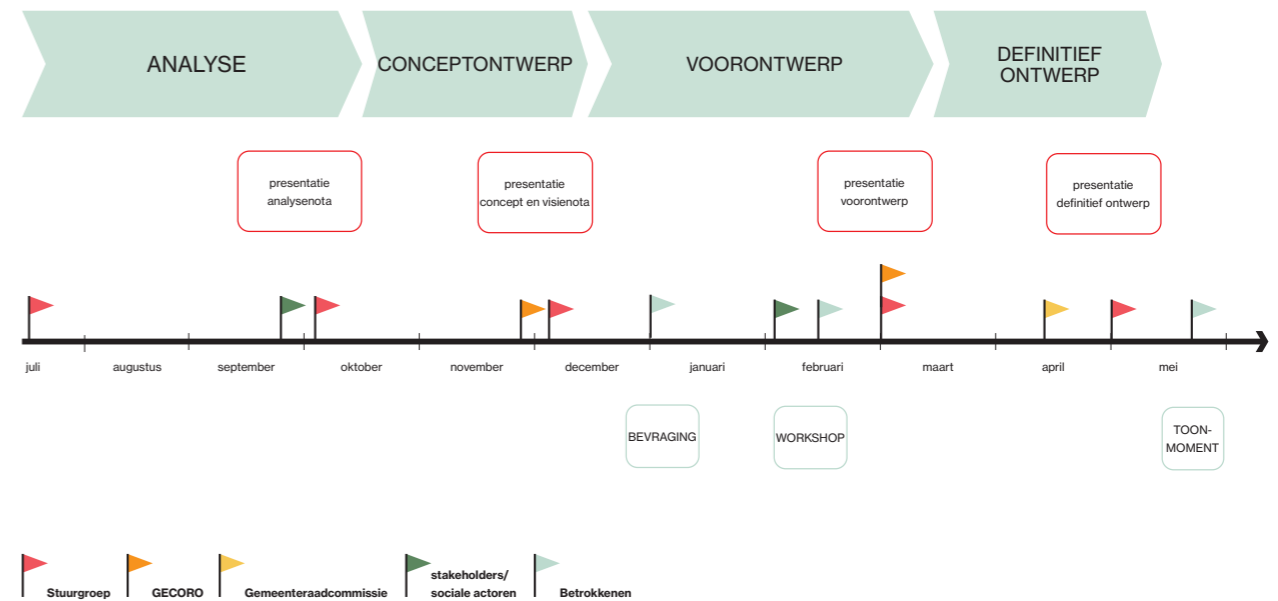 ANALYSE
CONCEPTONTWERP
VOORONTWERP
DEFINITIEF
ONTWERP
presentatie
analysenota
presentatie
concept en visienota
presentatie
voorontwerp
presentatie
definitief ontwerp
juli
augustus
september
oktober
november
december
januari
februari
maart
april
mei
BEVRAGING
WORKSHOP
TOON-
MOMENT
Stuurgroep
GECORO
Gemeenteraadcommissie
stakeholders/
sociale actoren
Betrokkenen